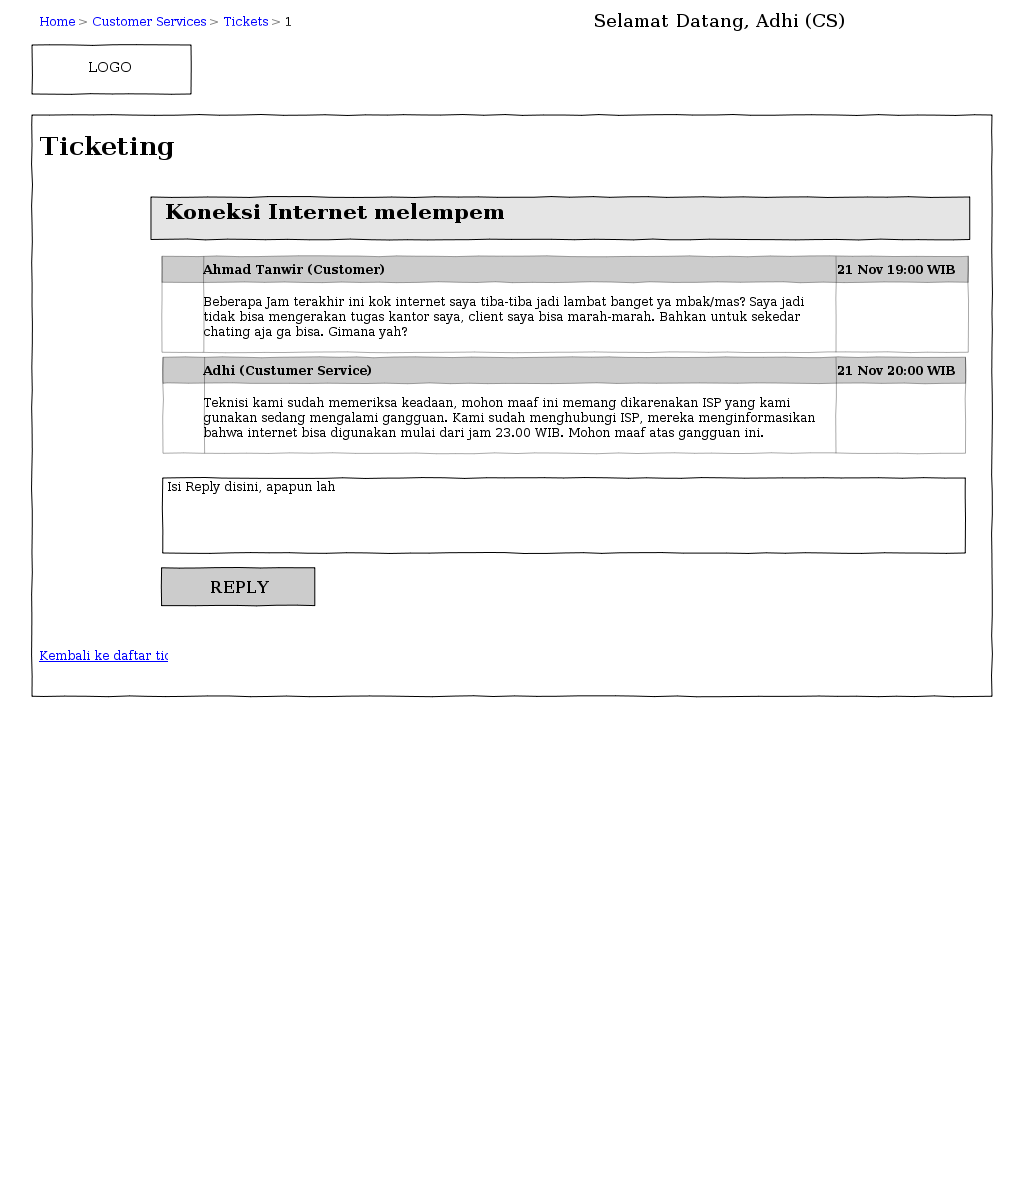 Home > Customer Services > Tickets > 1
Selamat Datang, Adhi (CS)
LOGO
Ticketing
Koneksi Internet melempem
Ahmad Tanwir (Customer) 21 Nov 19:00 WIB
Beberapa Jam terakhir ini kok internet saya tiba-tiba jadi lambat banget ya mbak/mas? Saya jadi
tidak bisa mengerakan tugas kantor saya, client saya bisa marah-marah. Bahkan untuk sekedar
chating aja ga bisa. Gimana yah?
Adhi (Custumer Service) 21 Nov 20:00 WIB
Teknisi kami sudah memeriksa keadaan, mohon maaf ini memang dikarenakan ISP yang kami
gunakan sedang mengalami gangguan. Kami sudah menghubungi ISP, mereka menginformasikan
bahwa internet bisa digunakan mulai dari jam 23.00 WIB. Mohon maaf atas gangguan ini.
Isi Reply disini, apapun lah
REPLY
Kembali ke daftar